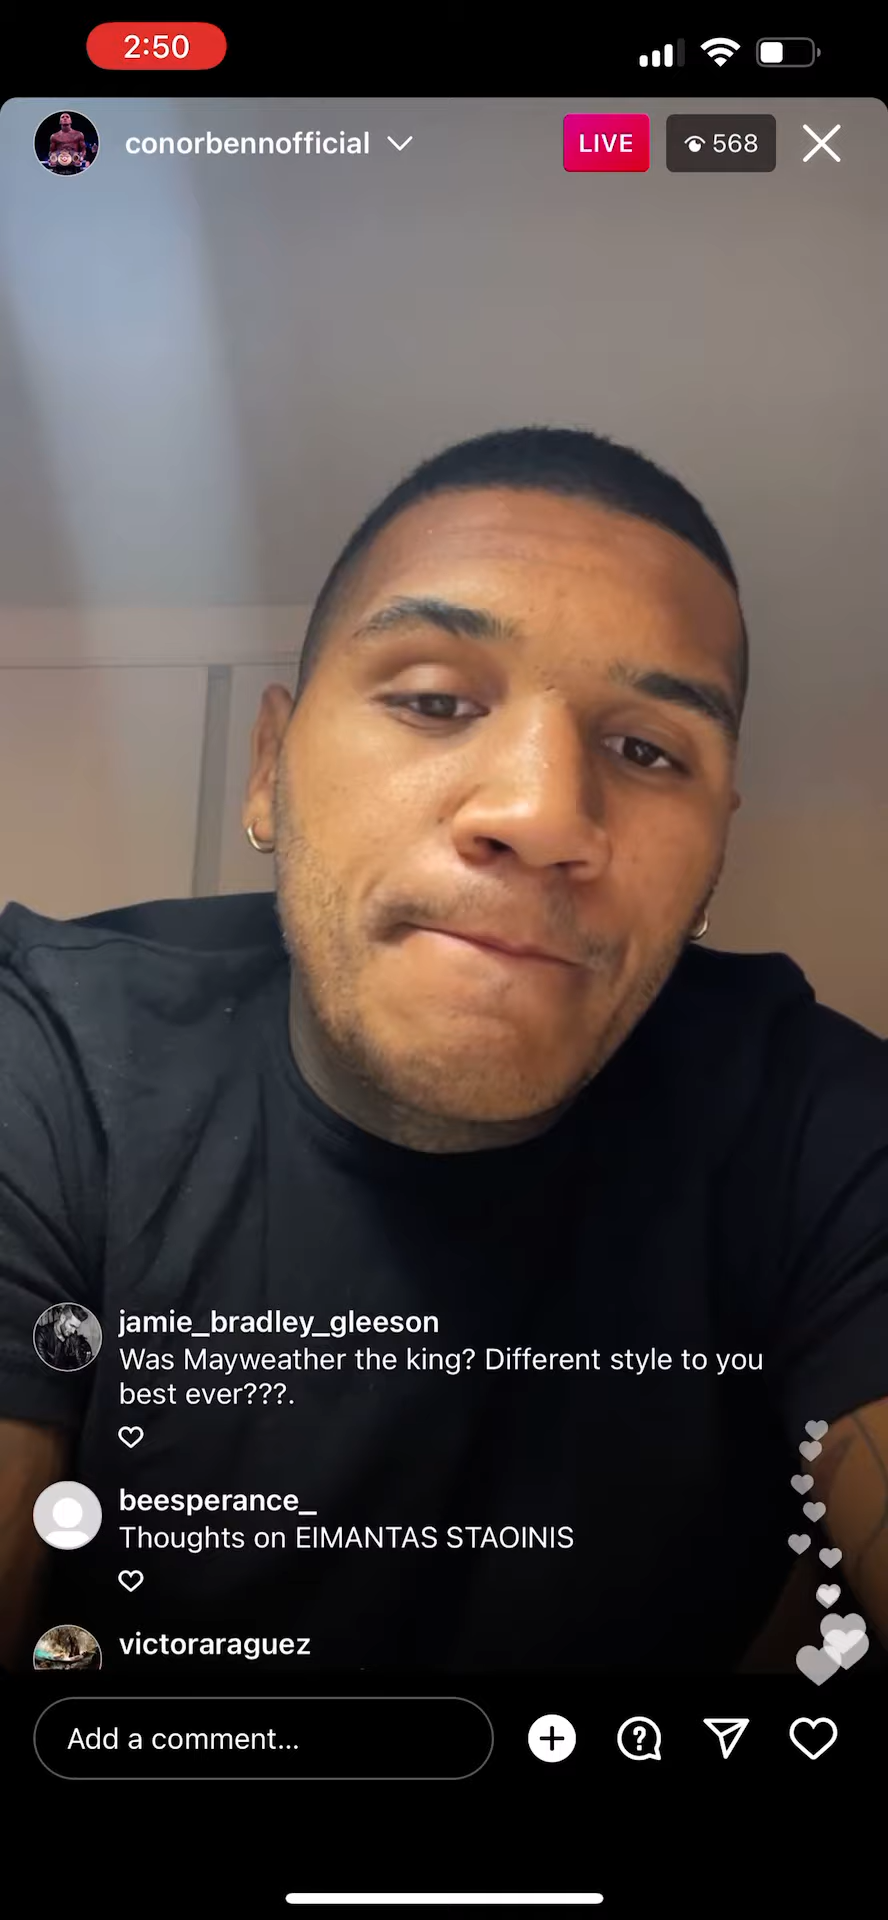 2:50
conorbennofficial
LIVE
568
jamie_bradley_gleeson
Was Mayweather the king? Different style to you
best ever???.
beesperance_
Thoughts on EIMANTAS STAOINIS
victoraraguez
Add a comment...